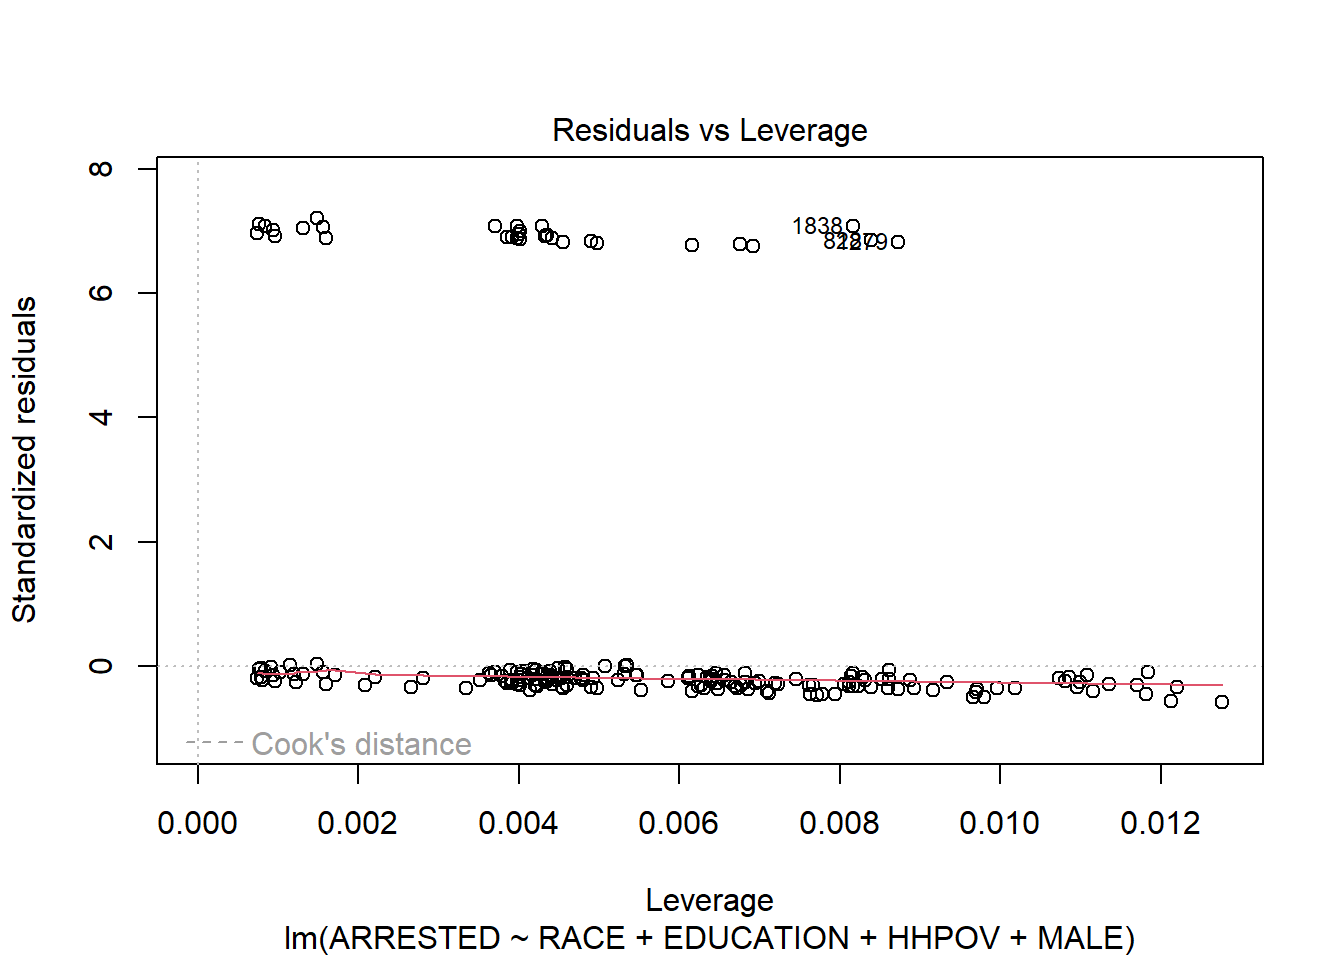 Residuals vs Leverage
Standardized residuals
8
6
4
2
0
1838
1279
Cook's distance
0.000 0.002 0.004 0.006 0.008 0.010 0.012
Leverage
lm(ARRESTED ~ RACE + EDUCATION + HHPOV + MALE)